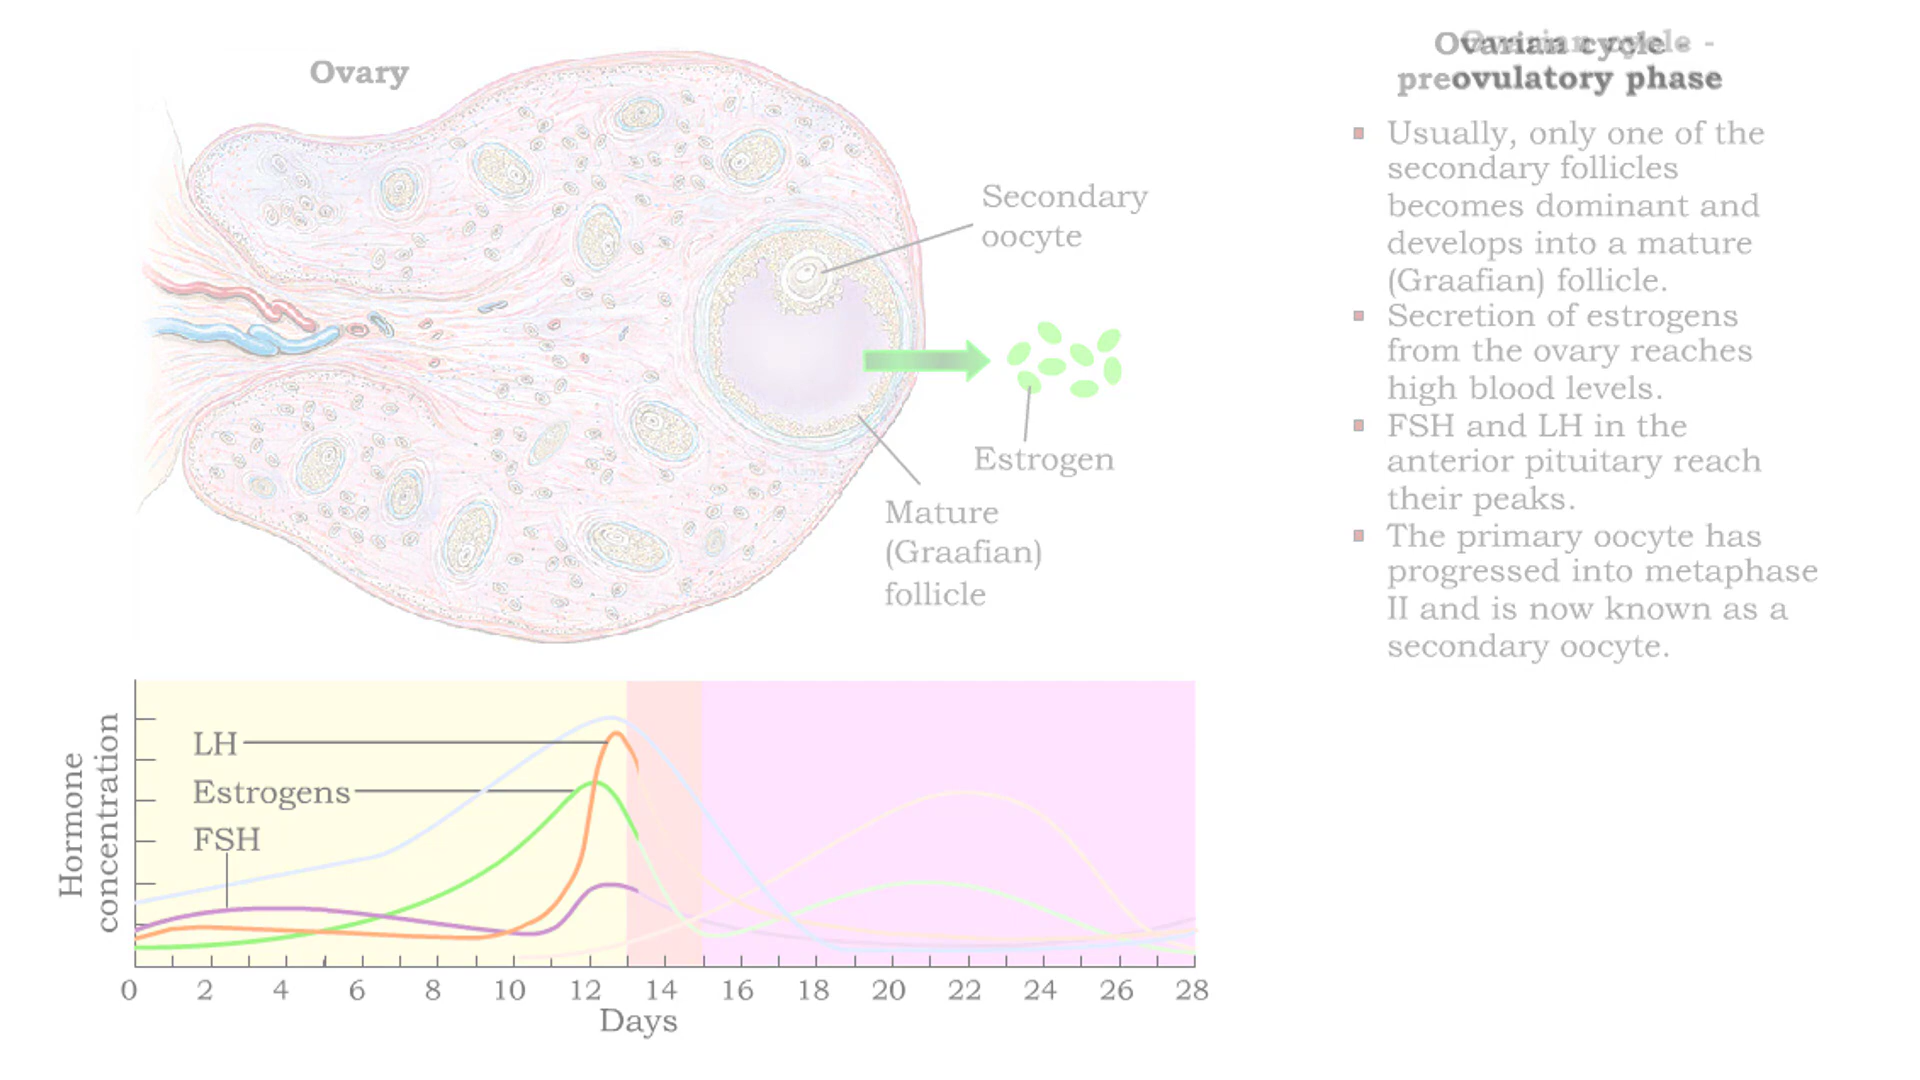 Ovary
Ovarian cycle -
preovulatory phase
Usually, only one of the
secondary follicles
becomes dominant and
develops into a mature
(Graafian) follicle.
Secretion of estrogens
from the ovary reaches
high blood levels.
FSH and LH in the
anterior pituitary reach
their peaks.
The primary oocyte has
progressed into metaphase
II and is now known as a
secondary oocyte.
Secondary
oocyte
Estrogen
Mature
(Graafian)
follicle
Hormone
concentration
LH
Estrogens
FSH
0 2 4 6 8 10 12 14 16 18 20 22 24 26 28
Days